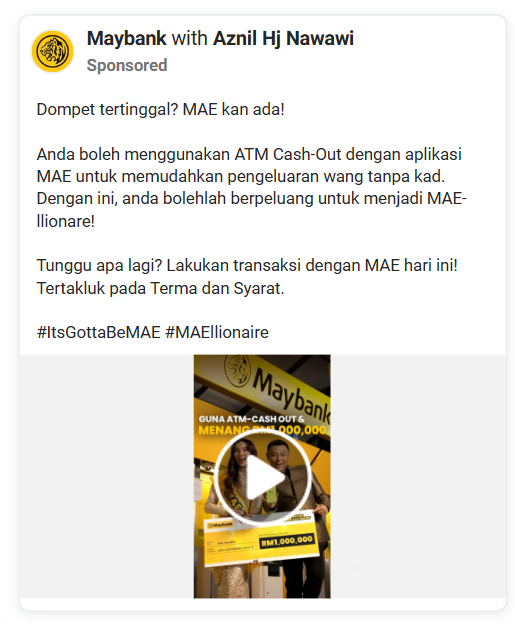 Maybank with Aznil Hj Nawawi
Sponsored
Dompet tertinggal? MAE kan ada!
Anda boleh menggunakan ATM Cash-Out dengan aplikasi
MAE untuk memudahkan pengeluaran wang tanpa kad.
Dengan ini, anda bolehlah berpeluang untuk menjadi MAE-
llionare!
Tunggu apa lagi? Lakukan transaksi dengan MAE hari ini!
Tertakluk pada Terma dan Syarat.
#ItsGottaBeMAE #MAEllionaire
Maybank
GUNA ATM-CASH OUT &
MENANG RM1,000,000
Maybank
RM1,000,000